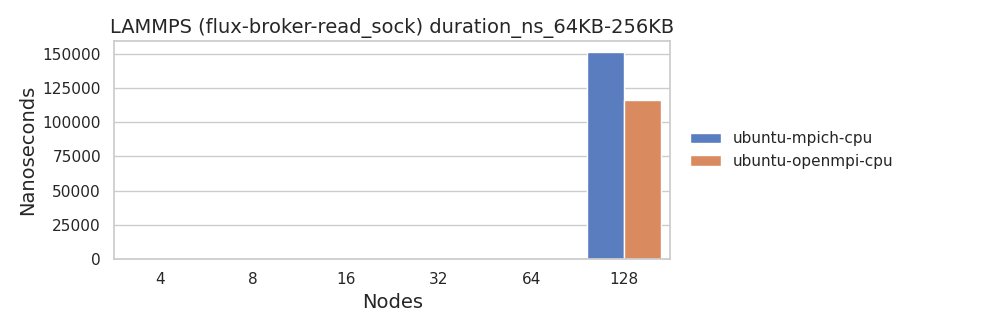 LAMMPS (flux-broker-read_sock) duration_ns_64KB-256KB
Nanoseconds
150000
125000
100000
75000
50000
25000
0
4 8 16 32 64 128
Nodes
ubuntu-mpich-cpu
ubuntu-openmpi-cpu